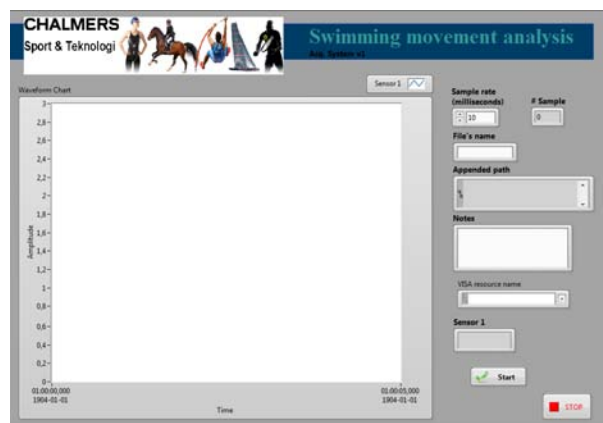 CHALMERS
Sport & Teknologi
Swimming movement analysis
Acq. System v1
Waveform Chart
Sensor 1
Amplitude
3
2,8
2,6
2,4
2,2
2
1,8
1,6
1,4
1,2
1
0,8
0,6
0,4
0,2
0
01:00:00,000
1904-01-01
01:00:05,000
1904-01-01
Time
Sample rate
(milliseconds)
10
# Sample
0
File's name
Appended path
Notes
VISA resource name
Sensor 1
Start
STOP